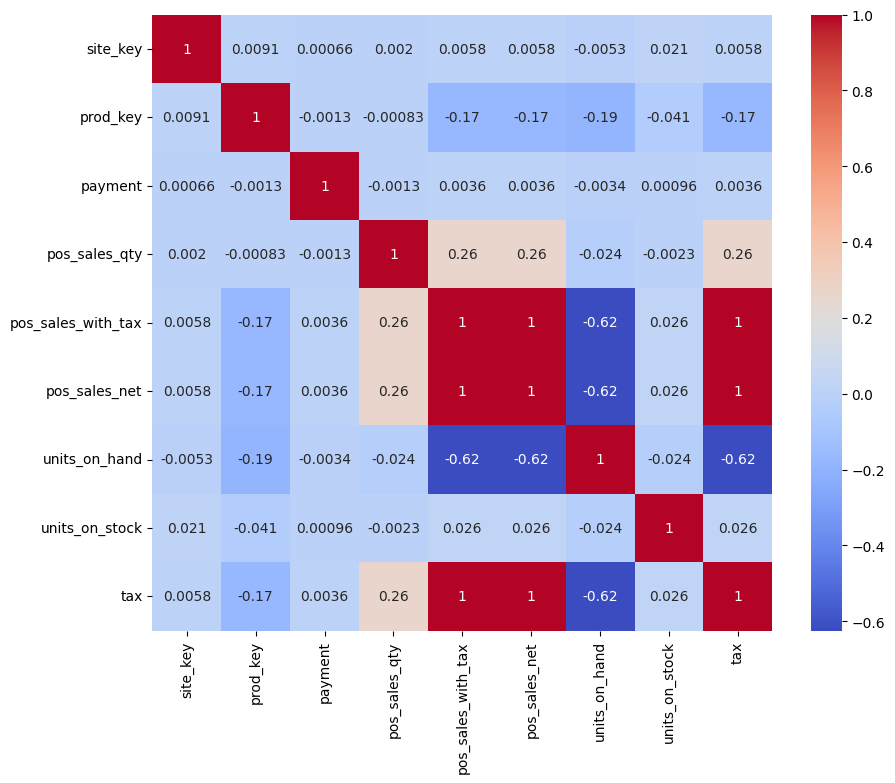 site_key 1 0.0091 0.00066 0.002 0.0058 0.0058 -0.0053 0.021 0.0058
prod_key 0.0091 1 -0.0013 -0.00083 -0.17 -0.17 -0.19 -0.041 -0.17
payment 0.00066 -0.0013 1 -0.0013 0.0036 0.0036 -0.0034 0.00096 0.0036
pos_sales_qty 0.002 -0.00083 -0.0013 1 0.26 0.26 -0.024 -0.0023 0.26
pos_sales_with_tax 0.0058 -0.17 0.0036 0.26 1 1 -0.62 0.026 1
pos_sales_net 0.0058 -0.17 0.0036 0.26 1 1 -0.62 0.026 1
units_on_hand -0.0053 -0.19 -0.0034 -0.024 -0.62 -0.62 1 -0.024 -0.62
units_on_stock 0.021 -0.041 0.00096 -0.0023 0.026 0.026 -0.024 1 0.026
tax 0.0058 -0.17 0.0036 0.26 1 1 -0.62 0.026 1
site_key
prod_key
payment
pos_sales_qty
pos_sales_with_tax
pos_sales_net
units_on_hand
units_on_stock
tax
1.0
0.8
0.6
0.4
0.2
0.0
−0.2
−0.4
−0.6